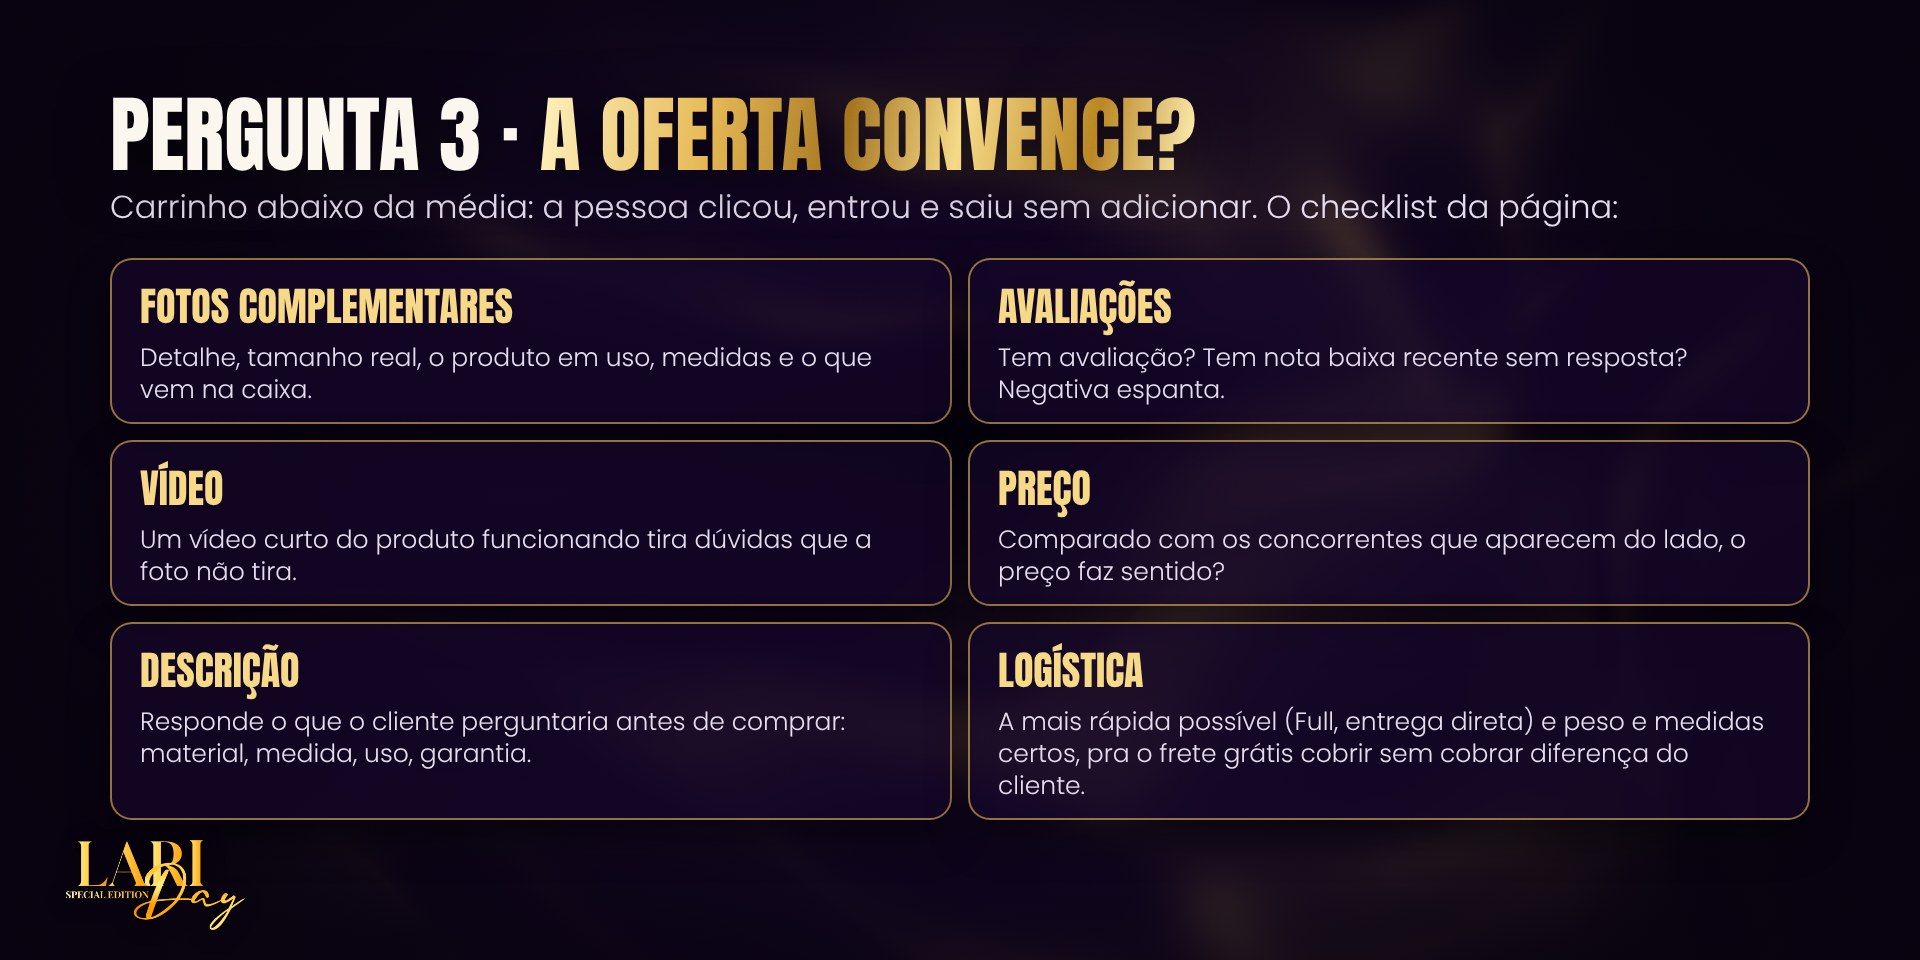 PERGUNTA 3 · A OFERTA CONVENCE?
Carrinho abaixo da média: a pessoa clicou, entrou e saiu sem adicionar. O checklist da página:
FOTOS COMPLEMENTARES
Detalhe, tamanho real, o produto em uso, medidas e o que
vem na caixa.
AVALIAÇÕES
Tem avaliação? Tem nota baixa recente sem resposta?
Negativa espanta.
VÍDEO
Um vídeo curto do produto funcionando tira dúvidas que a
foto não tira.
PREÇO
Comparado com os concorrentes que aparecem do lado, o
preço faz sentido?
DESCRIÇÃO
Responde o que o cliente perguntaria antes de comprar:
material, medida, uso, garantia.
LOGÍSTICA
A mais rápida possível (Full, entrega direta) e peso e medidas
certos, pra o frete grátis cobrir sem cobrar diferença do
cliente.
LABI
SPECIAL EDITION Day